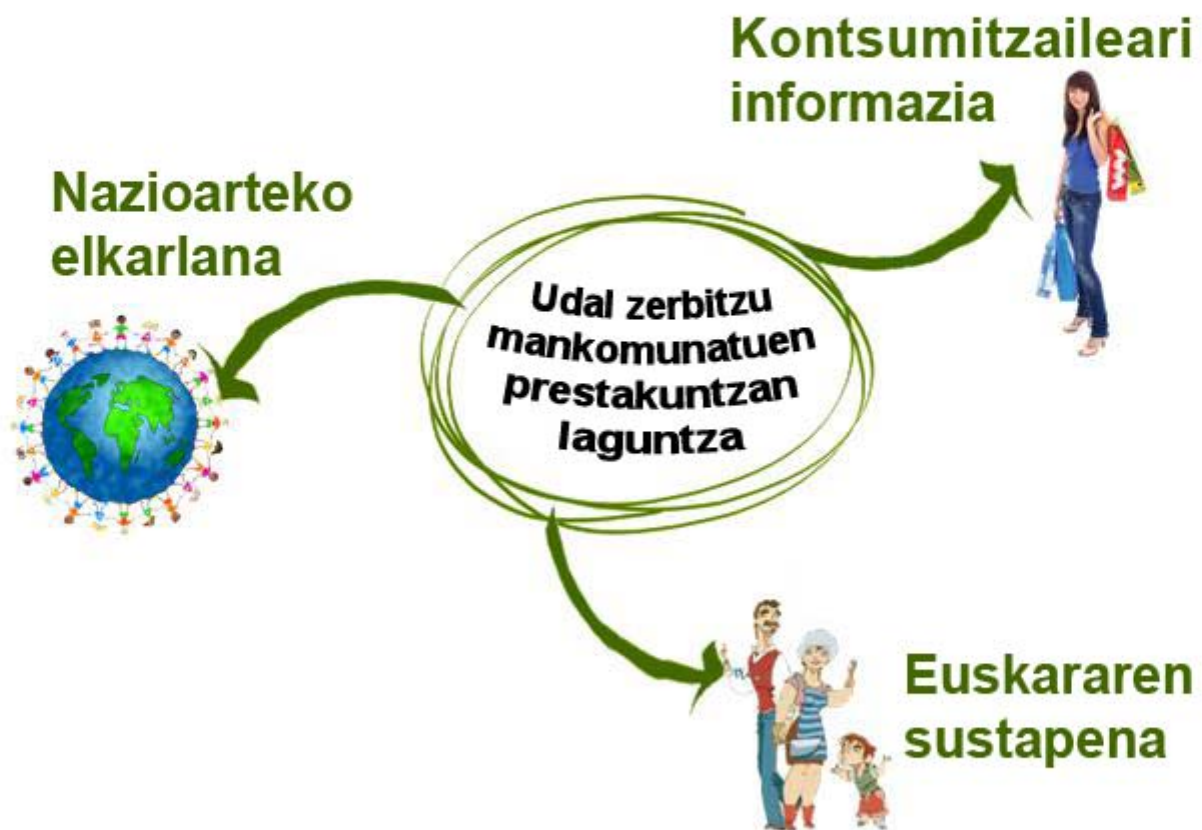 Kontsumitzaileari
informazia
Nazioarteko
elkarlana
Udal zerbitzu
mankomunatuen
prestakuntzan
laguntza
Euskararen
sustapena